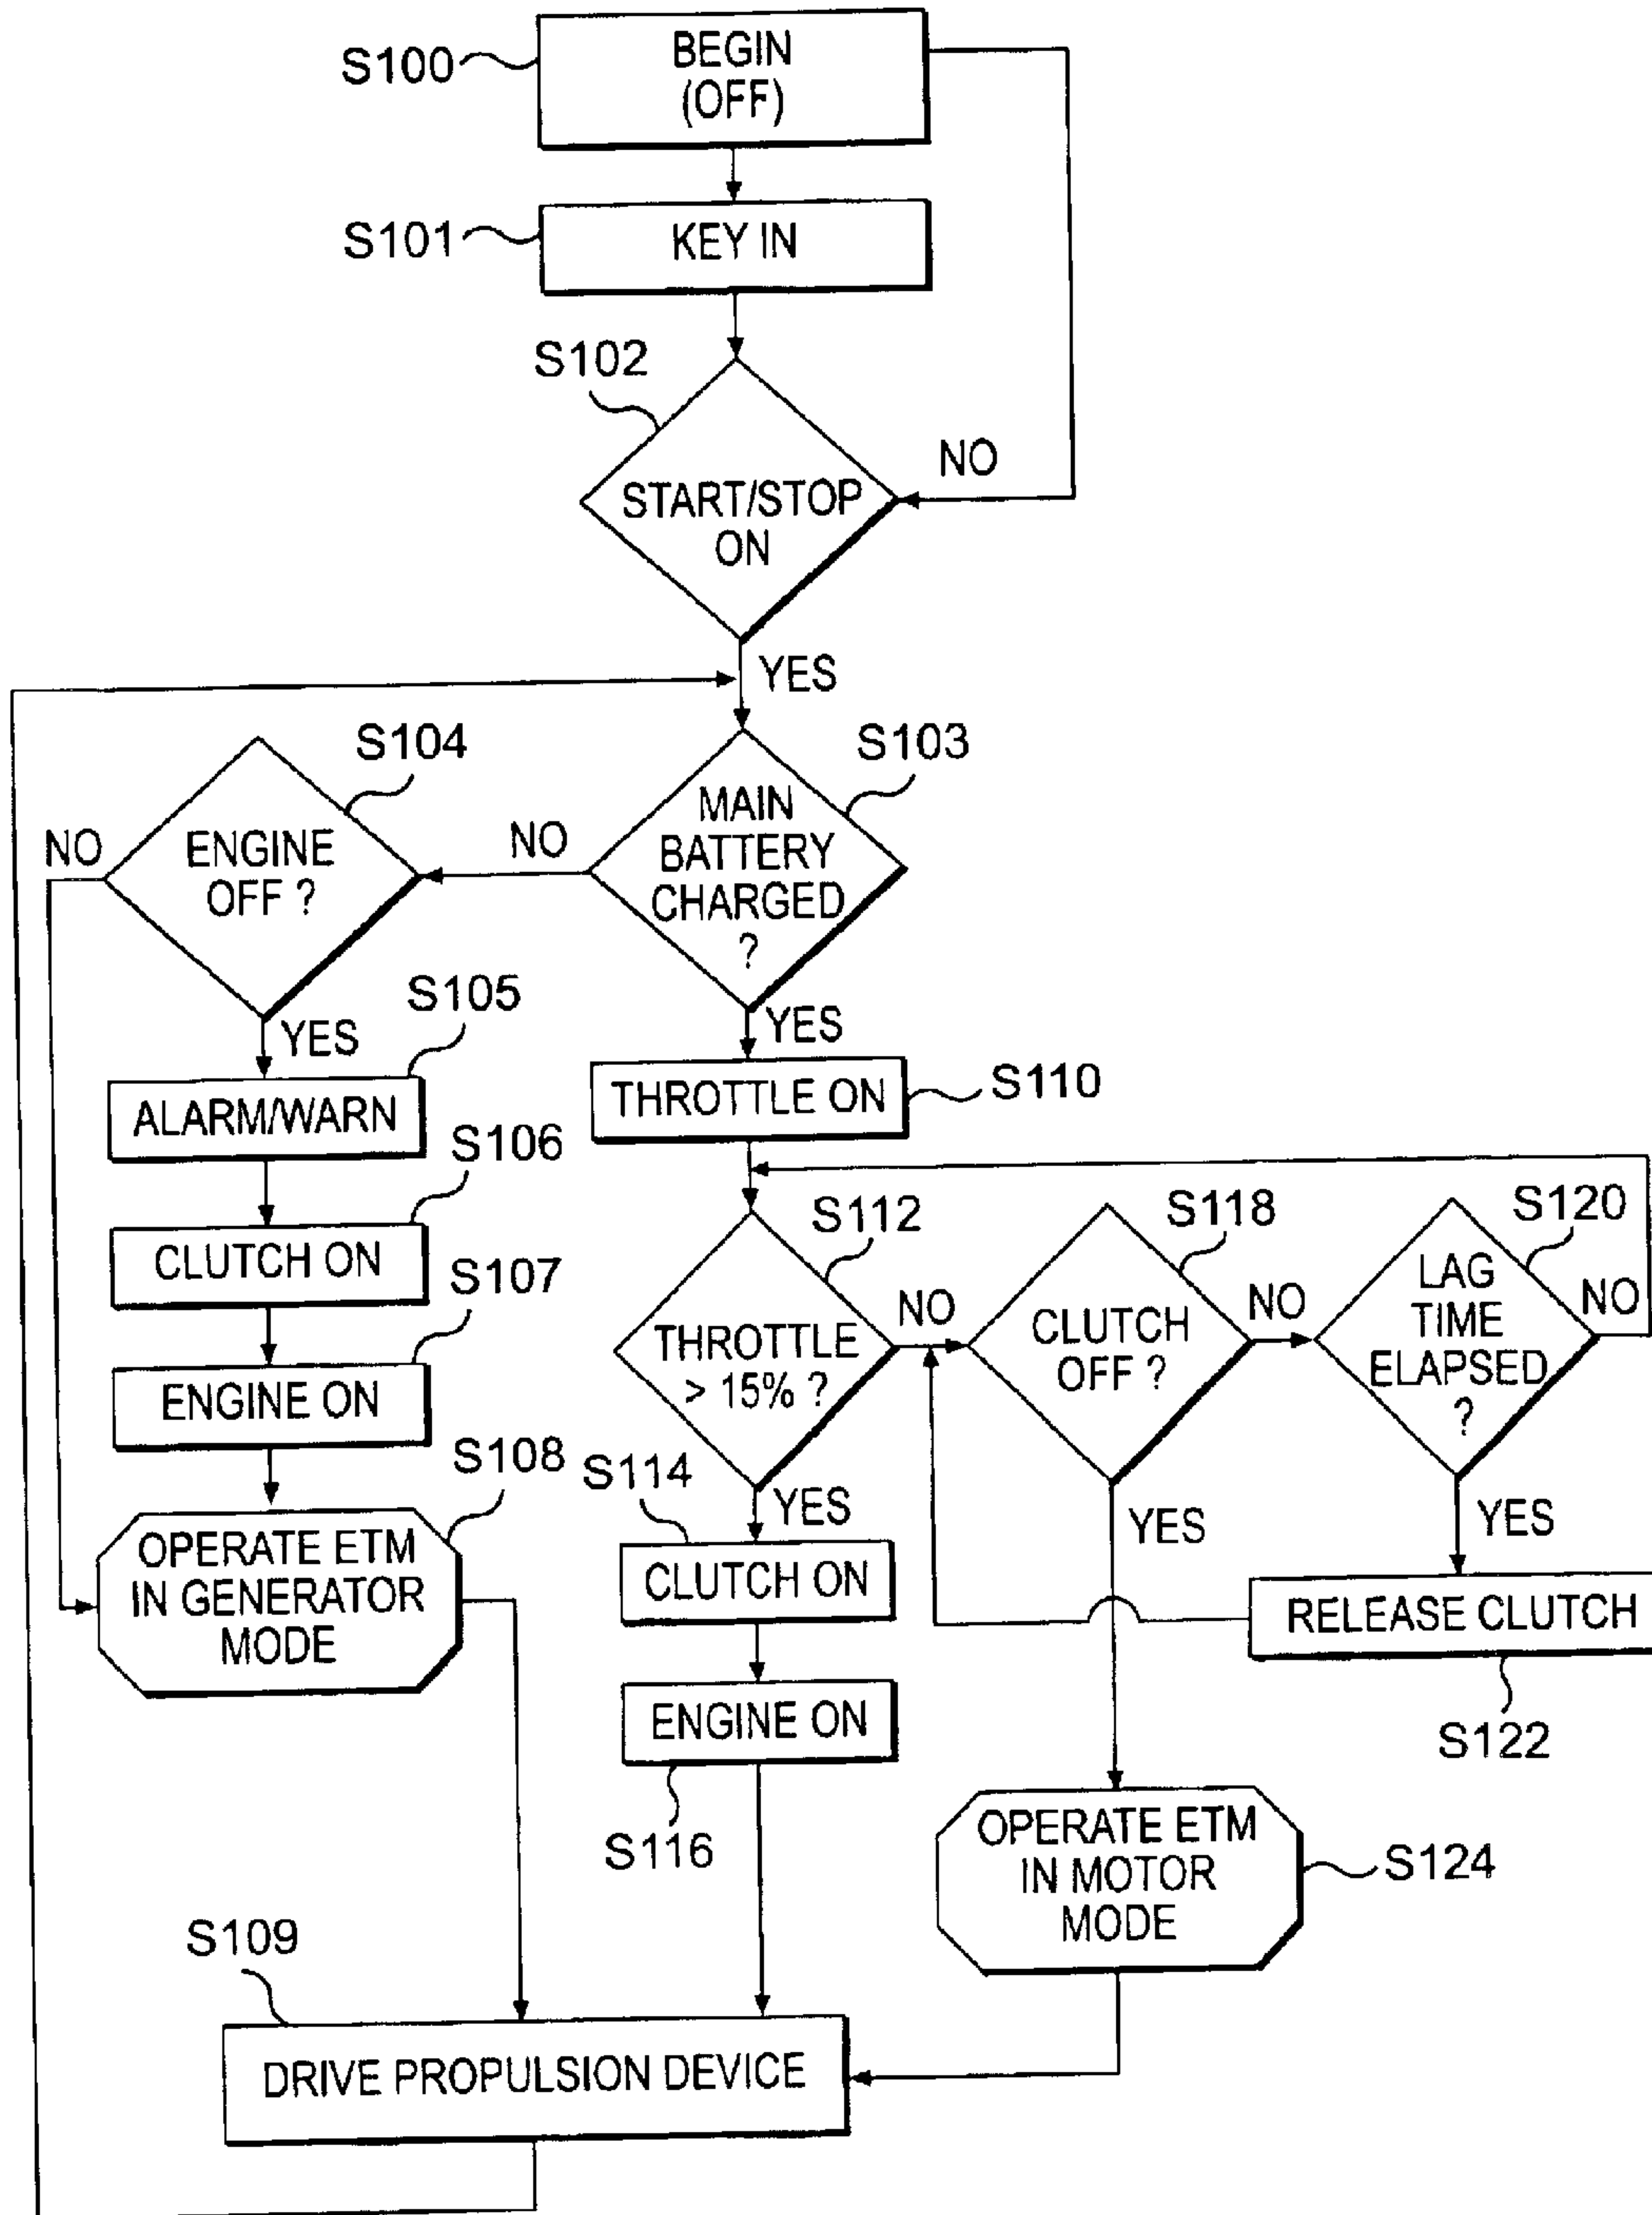 S100
BEGIN
(OFF)
S101
KEY IN
S102
START/STOP
ON
NO
YES
S104
S103
NO
ENGINE
OFF ?
NO
MAIN
BATTERY
CHARGED
?
YES
S105
YES
ALARM/WARN
THROTTLE ON
S110
S106
CLUTCH ON
S107
ENGINE ON
S108
OPERATE ETM
IN GENERATOR
MODE
S112
THROTTLE
> 15% ?
NO
S118
CLUTCH
OFF ?
NO
S120
LAG
TIME
ELAPSED
?
NO
S114
YES
CLUTCH ON
YES
YES
RELEASE CLUTCH
S122
ENGINE ON
S116
OPERATE ETM
IN MOTOR
MODE
S124
S109
DRIVE PROPULSION DEVICE